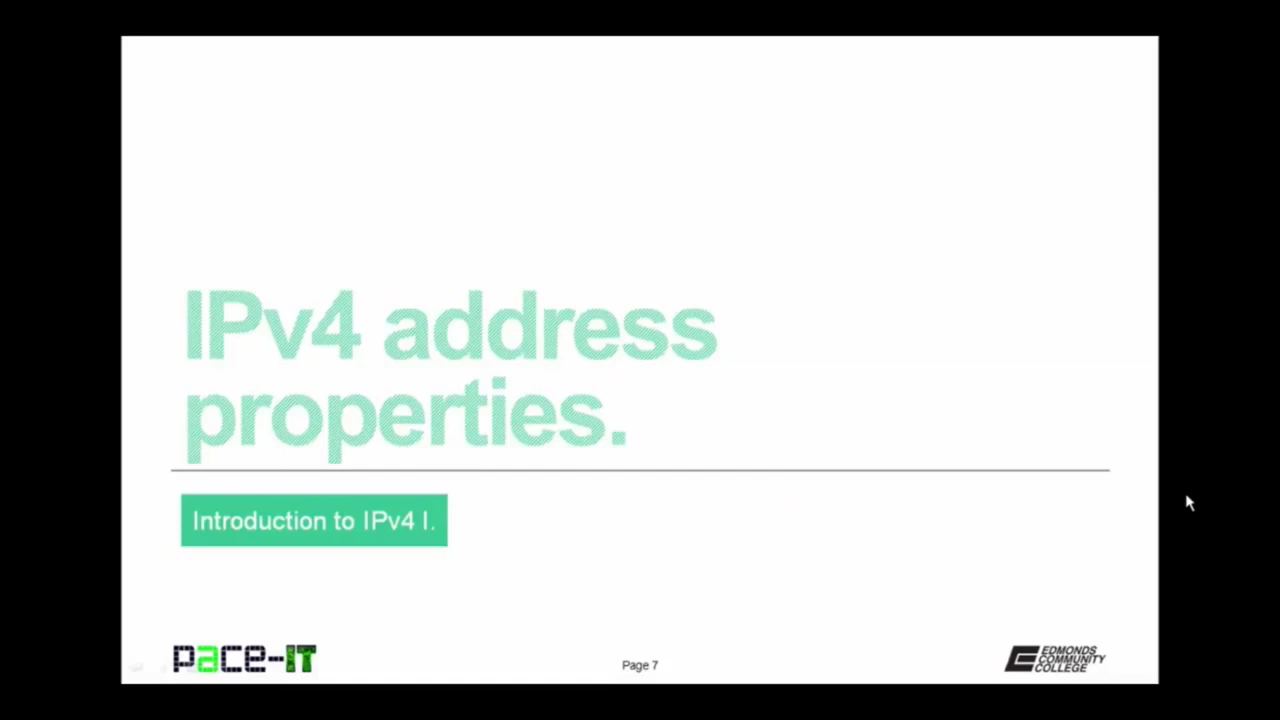 IPv4 address
properties.
Introduction to IPv4 I.
pace-IT
Page 7
EDMONDS
COMMUNITY
COLLEGE